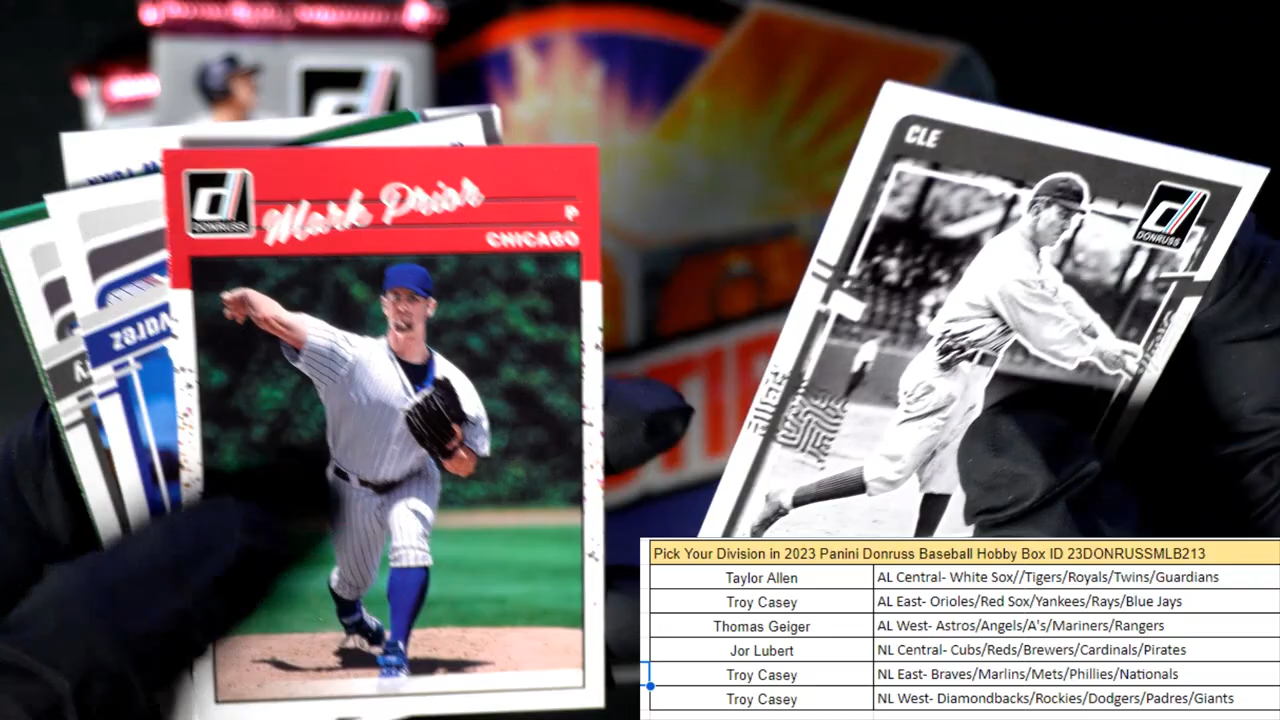 Mark Prior
P
CHICAGO
DONRUSS
CLE
DONRUSS
Pick Your Division in 2023 Panini Donruss Baseball Hobby Box ID 23DONRUSSMLB213
Taylor Allen AL Central- White Sox//Tigers/Royals/Twins/Guardians
Troy Casey AL East- Orioles/Red Sox/Yankees/Rays/Blue Jays
Thomas Geiger AL West- Astros/Angels/A's/Mariners/Rangers
Jor Lubert NL Central- Cubs/Reds/Brewers/Cardinals/Pirates
Troy Casey NL East- Braves/Marlins/Mets/Phillies/Nationals
Troy Casey NL West- Diamondbacks/Rockies/Dodgers/Padres/Giants